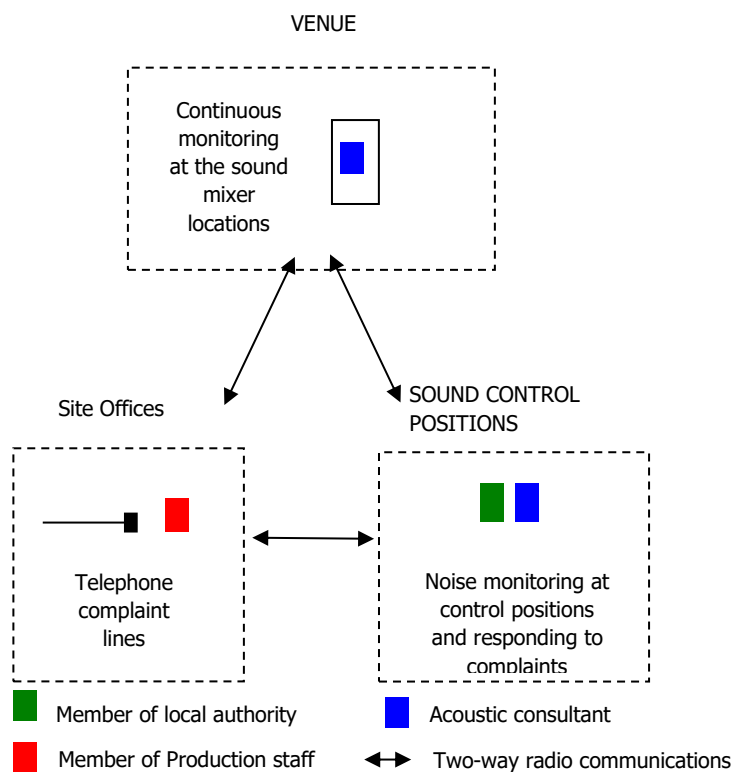 VENUE
Continuous
monitoring
at the sound
mixer
locations
Site Offices
SOUND CONTROL
POSITIONS
Telephone
complaint
lines
Noise monitoring at
control positions
and responding to
complaints
Member of local authority
Acoustic consultant
Member of Production staff
Two-way radio communications